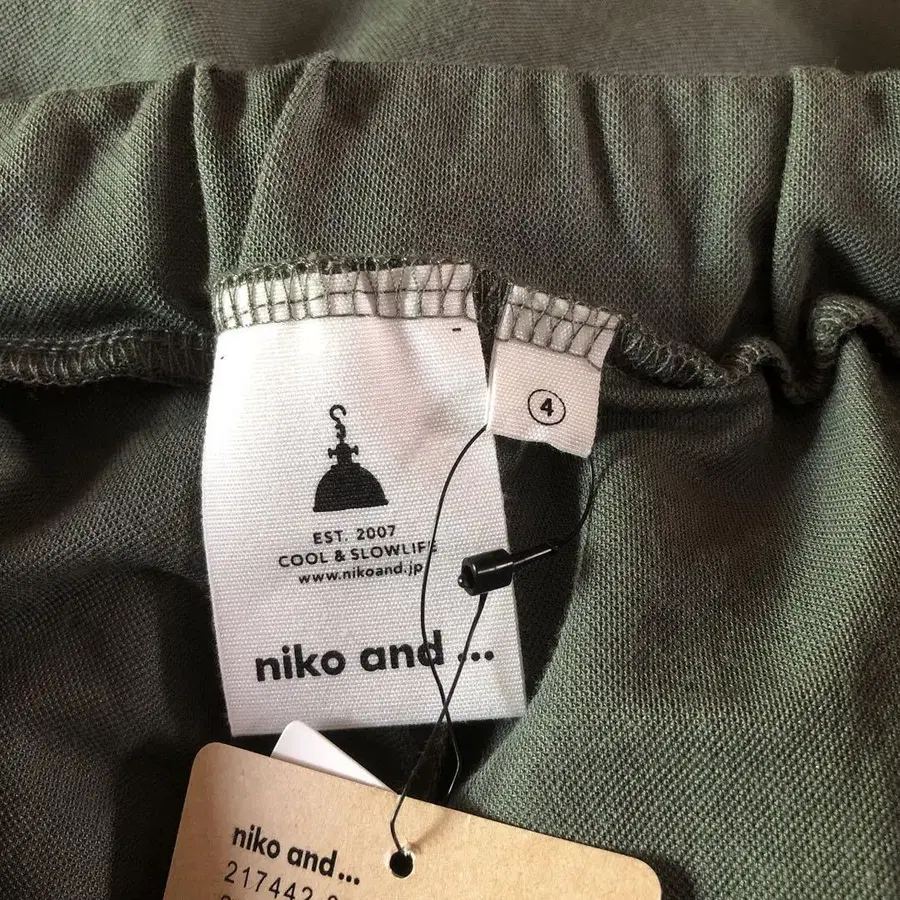 4
EST. 2007
COOL & SLOWLIFE
www.nikoand.jp
niko and ...
niko and ...
217442